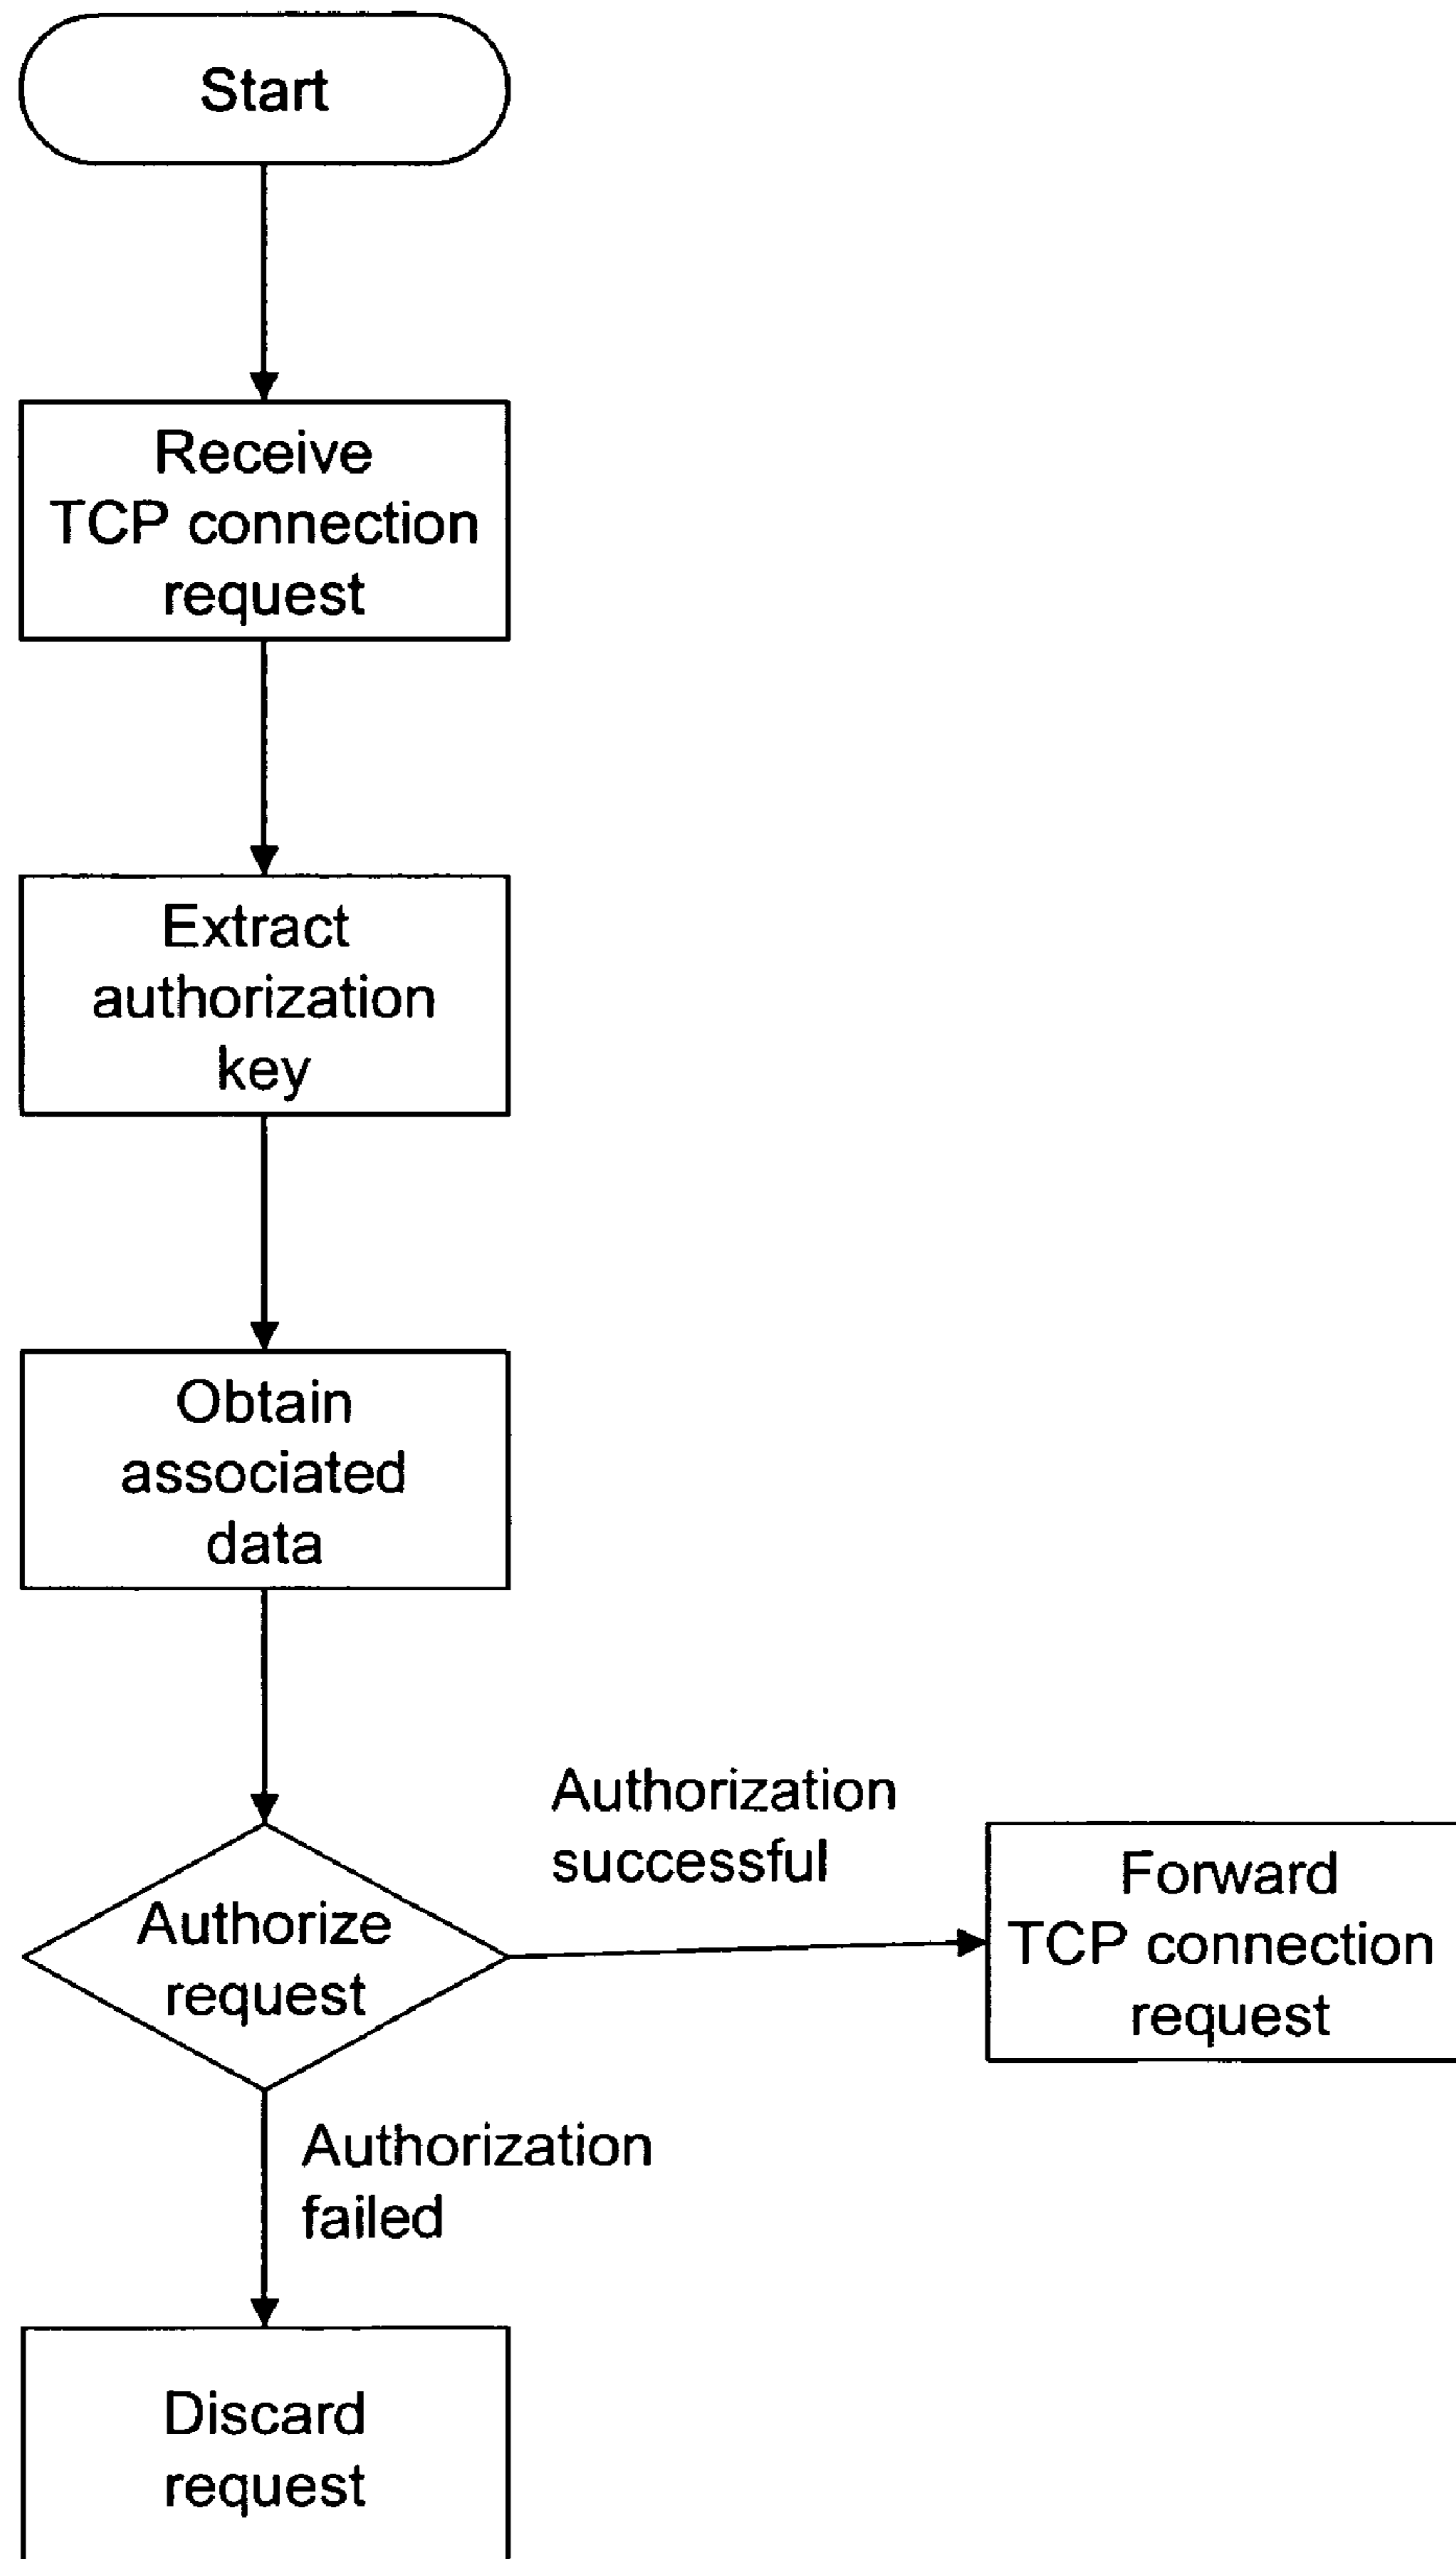 Start
Receive
TCP connection
request
Extract
authorization
key
Obtain
associated
data
Authorize
request
Authorization
successful
Forward
TCP connection
request
Authorization
failed
Discard
request